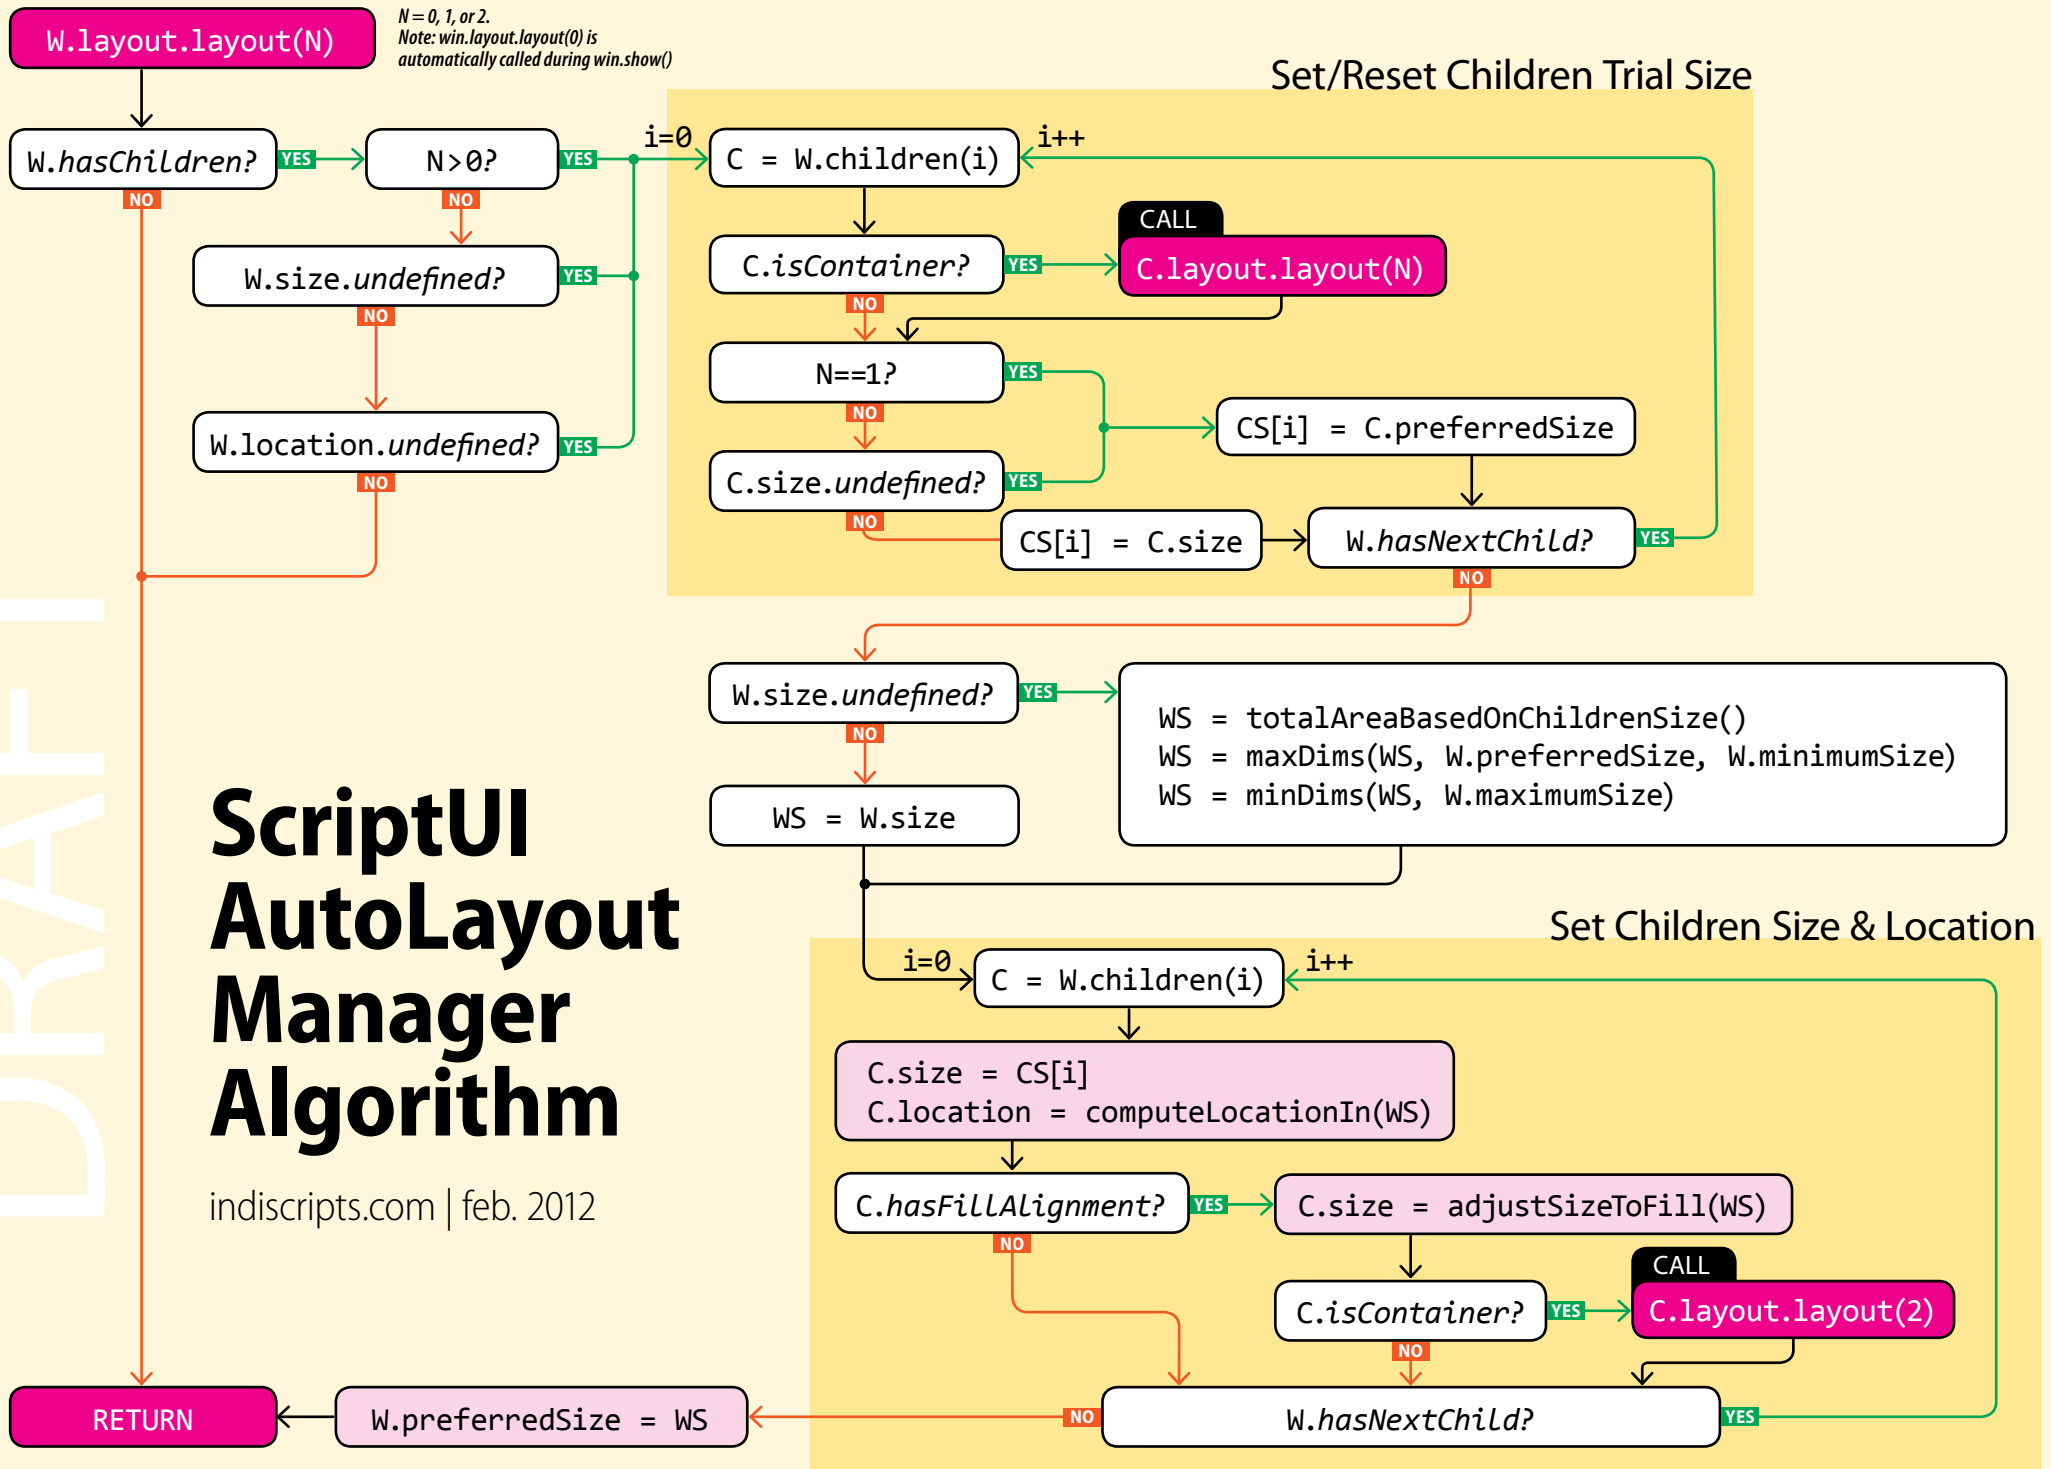 W.layout.layout(N)
N = 0, 1, or 2.
Note: win.layout.layout(0) is
automatically called during win.show()
Set/Reset Children Trial Size
W.hasChildren?
YES
NO
N>0?
YES
NO
i=0
C = W.children(i)
i++
W.size.undefined?
YES
NO
C.isContainer?
YES
NO
CALL
C.layout.layout(N)
N==1?
YES
NO
W.location.undefined?
YES
NO
CS[i] = C.preferredSize
C.size.undefined?
YES
NO
CS[i] = C.size
W.hasNextChild?
YES
NO
W.size.undefined?
YES
NO
WS = totalAreaBasedOnChildrenSize()
WS = maxDims(WS, W.preferredSize, W.minimumSize)
WS = minDims(WS, W.maximumSize)
WS = W.size
DRAFT
ScriptUI
AutoLayout
Manager
Algorithm
indiscripts.com | feb. 2012
Set Children Size & Location
i=0
C = W.children(i)
i++
C.size = CS[i]
C.location = computeLocationIn(WS)
C.hasFillAlignment?
YES
NO
C.size = adjustSizeToFill(WS)
C.isContainer?
YES
NO
CALL
C.layout.layout(2)
W.hasNextChild?
YES
NO
W.preferredSize = WS
RETURN